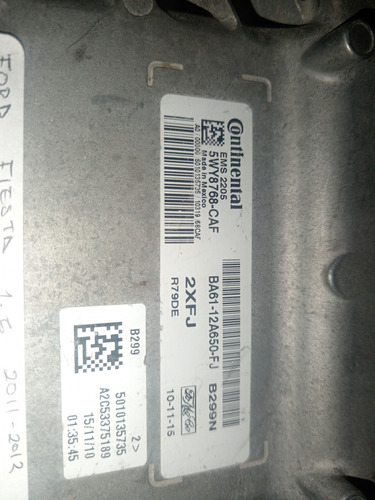 Continental
EMS 2205
5WY8768-CAF
Made in Mexico
2XFJ
R79DE
BA61-12A650-FJ B299N
10-11-15
B299
2>
5010135735
A2C53375189
15/11/10
01:35:45
FORD FIESTA 1.6 2011-2012